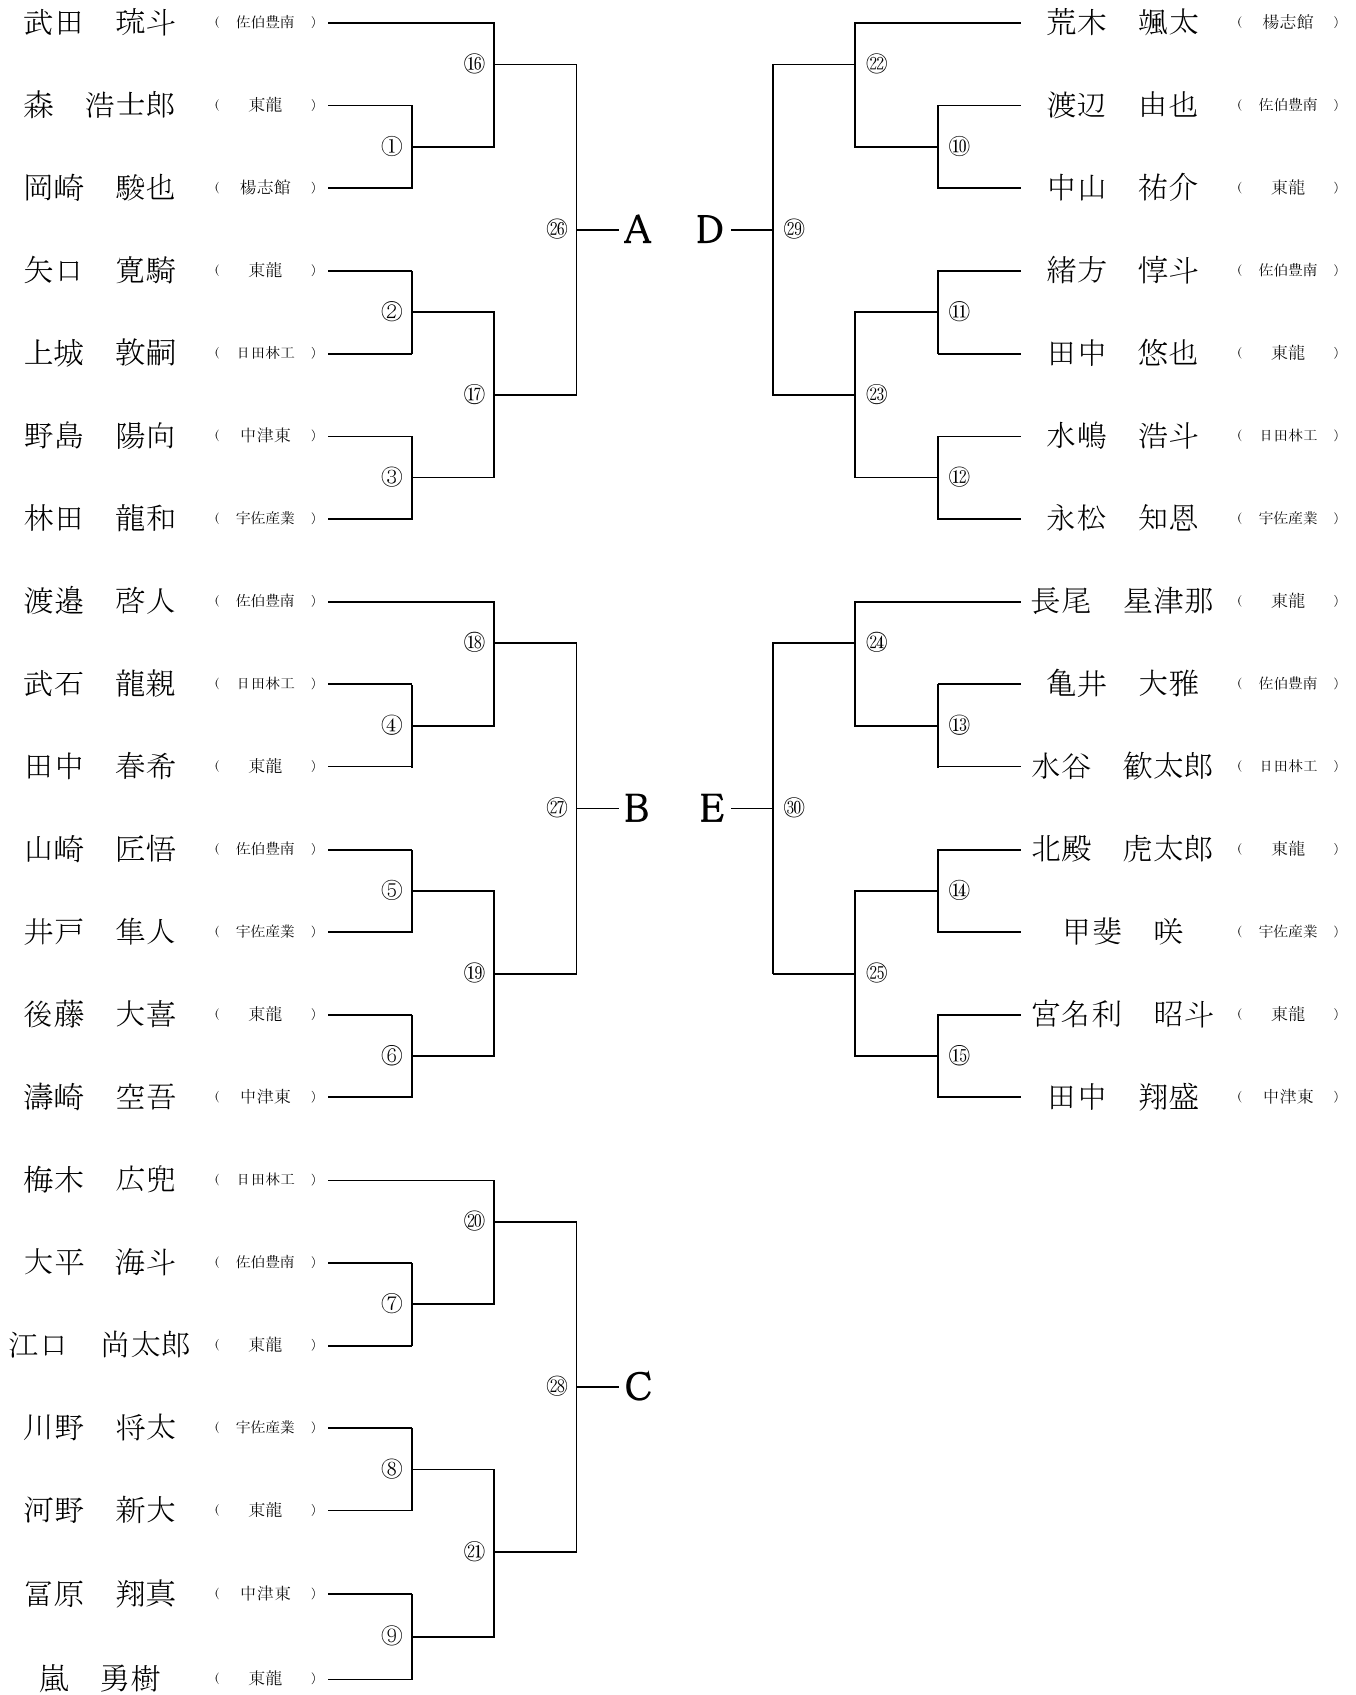 武田　琉斗 （ 佐伯豊南 ）
⑯
森　浩士郎 （ 東龍 ）
①
岡崎　駿也 （ 楊志館 ）
㉖ A
矢口　寛騎 （ 東龍 ）
②
上城　敦嗣 （ 日田林工 ）
⑰
野島　陽向 （ 中津東 ）
③
林田　龍和 （ 宇佐産業 ）
渡邉　啓人 （ 佐伯豊南 ）
⑱
武石　龍親 （ 日田林工 ）
④
田中　春希 （ 東龍 ）
㉗ B
山崎　匠悟 （ 佐伯豊南 ）
⑤
井戸　隼人 （ 宇佐産業 ）
⑲
後藤　大喜 （ 東龍 ）
⑥
濤崎　空吾 （ 中津東 ）
梅木　広兜 （ 日田林工 ）
⑳
大平　海斗 （ 佐伯豊南 ）
⑦
江口　尚太郎 （ 東龍 ）
㉘ C
川野　将太 （ 宇佐産業 ）
⑧
河野　新大 （ 東龍 ）
㉑
冨原　翔真 （ 中津東 ）
⑨
嵐　勇樹 （ 東龍 ）
荒木　颯太 （ 楊志館 ）
㉒
渡辺　由也 （ 佐伯豊南 ）
⑩
中山　祐介 （ 東龍 ）
D ㉙
緒方　惇斗 （ 佐伯豊南 ）
⑪
田中　悠也 （ 東龍 ）
㉓
水嶋　浩斗 （ 日田林工 ）
⑫
永松　知恩 （ 宇佐産業 ）
長尾　星津那 （ 東龍 ）
㉔
亀井　大雅 （ 佐伯豊南 ）
⑬
水谷　歓太郎 （ 日田林工 ）
E ㉚
北殿　虎太郎 （ 東龍 ）
⑭
甲斐　咲 （ 宇佐産業 ）
㉕
宮名利　昭斗 （ 東龍 ）
⑮
田中　翔盛 （ 中津東 ）